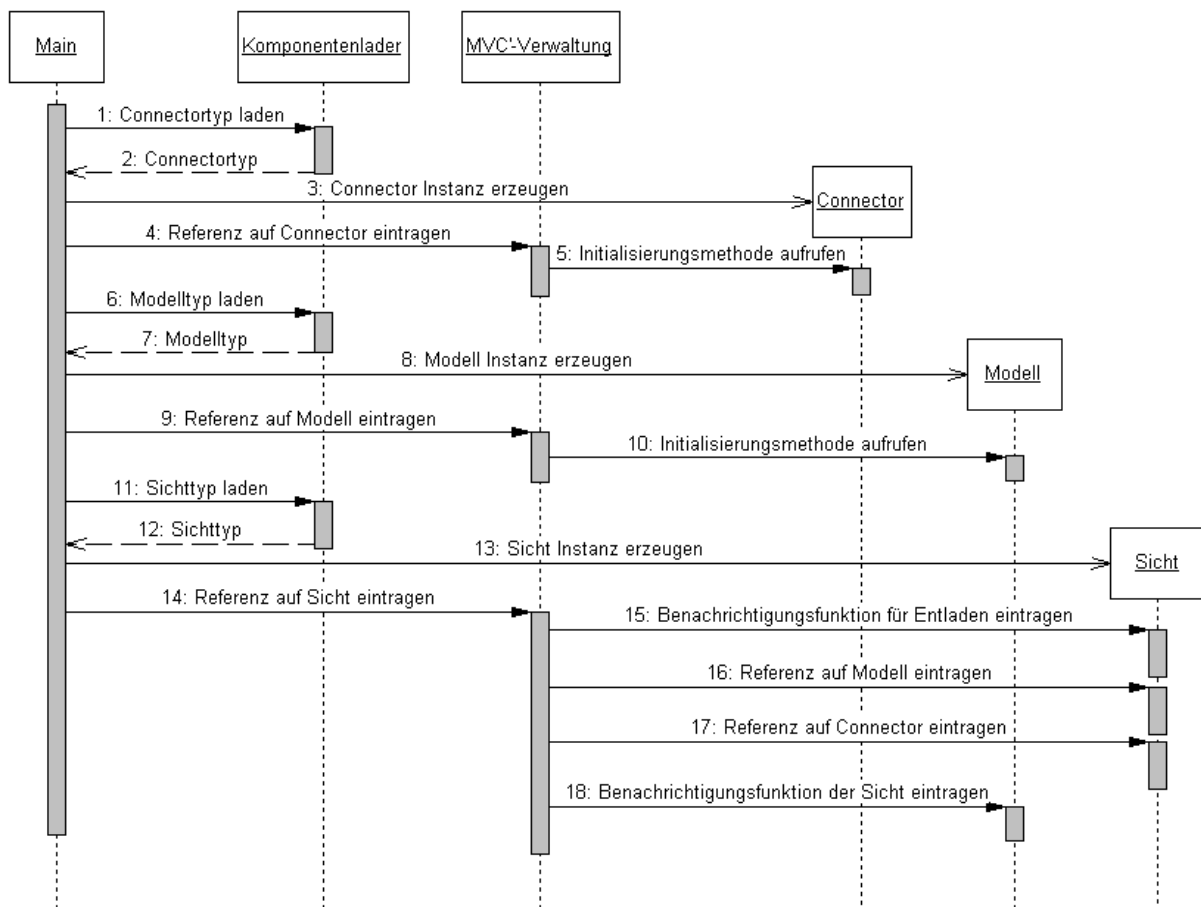 Main
Komponentenlader
MVC'-Verwaltung
1: Connectortyp laden
2: Connectortyp
3: Connector Instanz erzeugen
Connector
4: Referenz auf Connector eintragen
5: Initialisierungsmethode aufrufen
6: Modelltyp laden
7: Modelltyp
8: Modell Instanz erzeugen
Modell
9: Referenz auf Modell eintragen
10: Initialisierungsmethode aufrufen
11: Sichttyp laden
12: Sichttyp
13: Sicht Instanz erzeugen
Sicht
14: Referenz auf Sicht eintragen
15: Benachrichtigungsfunktion für Entladen eintragen
16: Referenz auf Modell eintragen
17: Referenz auf Connector eintragen
18: Benachrichtigungsfunktion der Sicht eintragen